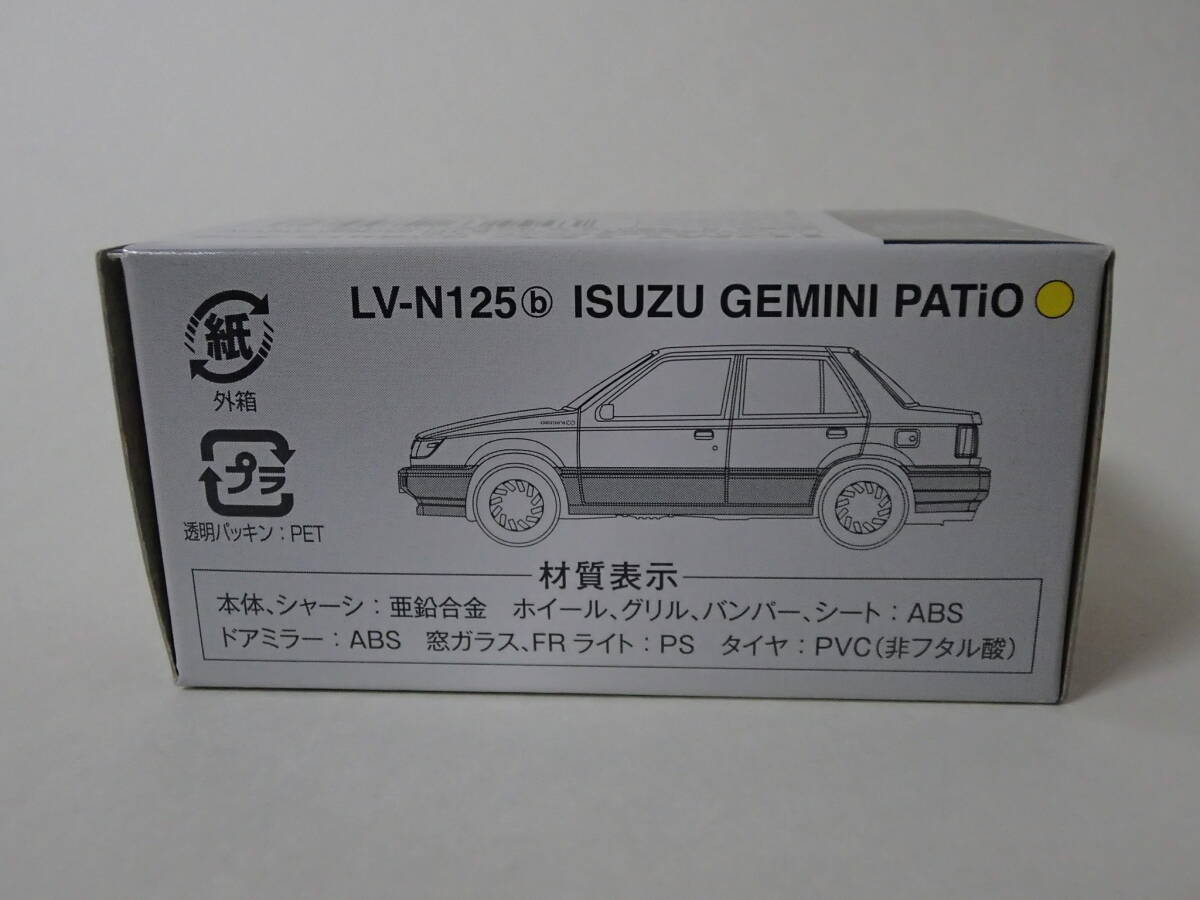 LV-N125ⓑ ISUZU GEMINI PATiO
紙
外箱
プラ
透明パッキン：PET
材質表示
本体、シャーシ：亜鉛合金 ホイール、グリル、バンパー、シート：ABS
ドアミラー：ABS 窓ガラス、FRライト：PS タイヤ：PVC（非フタル酸）